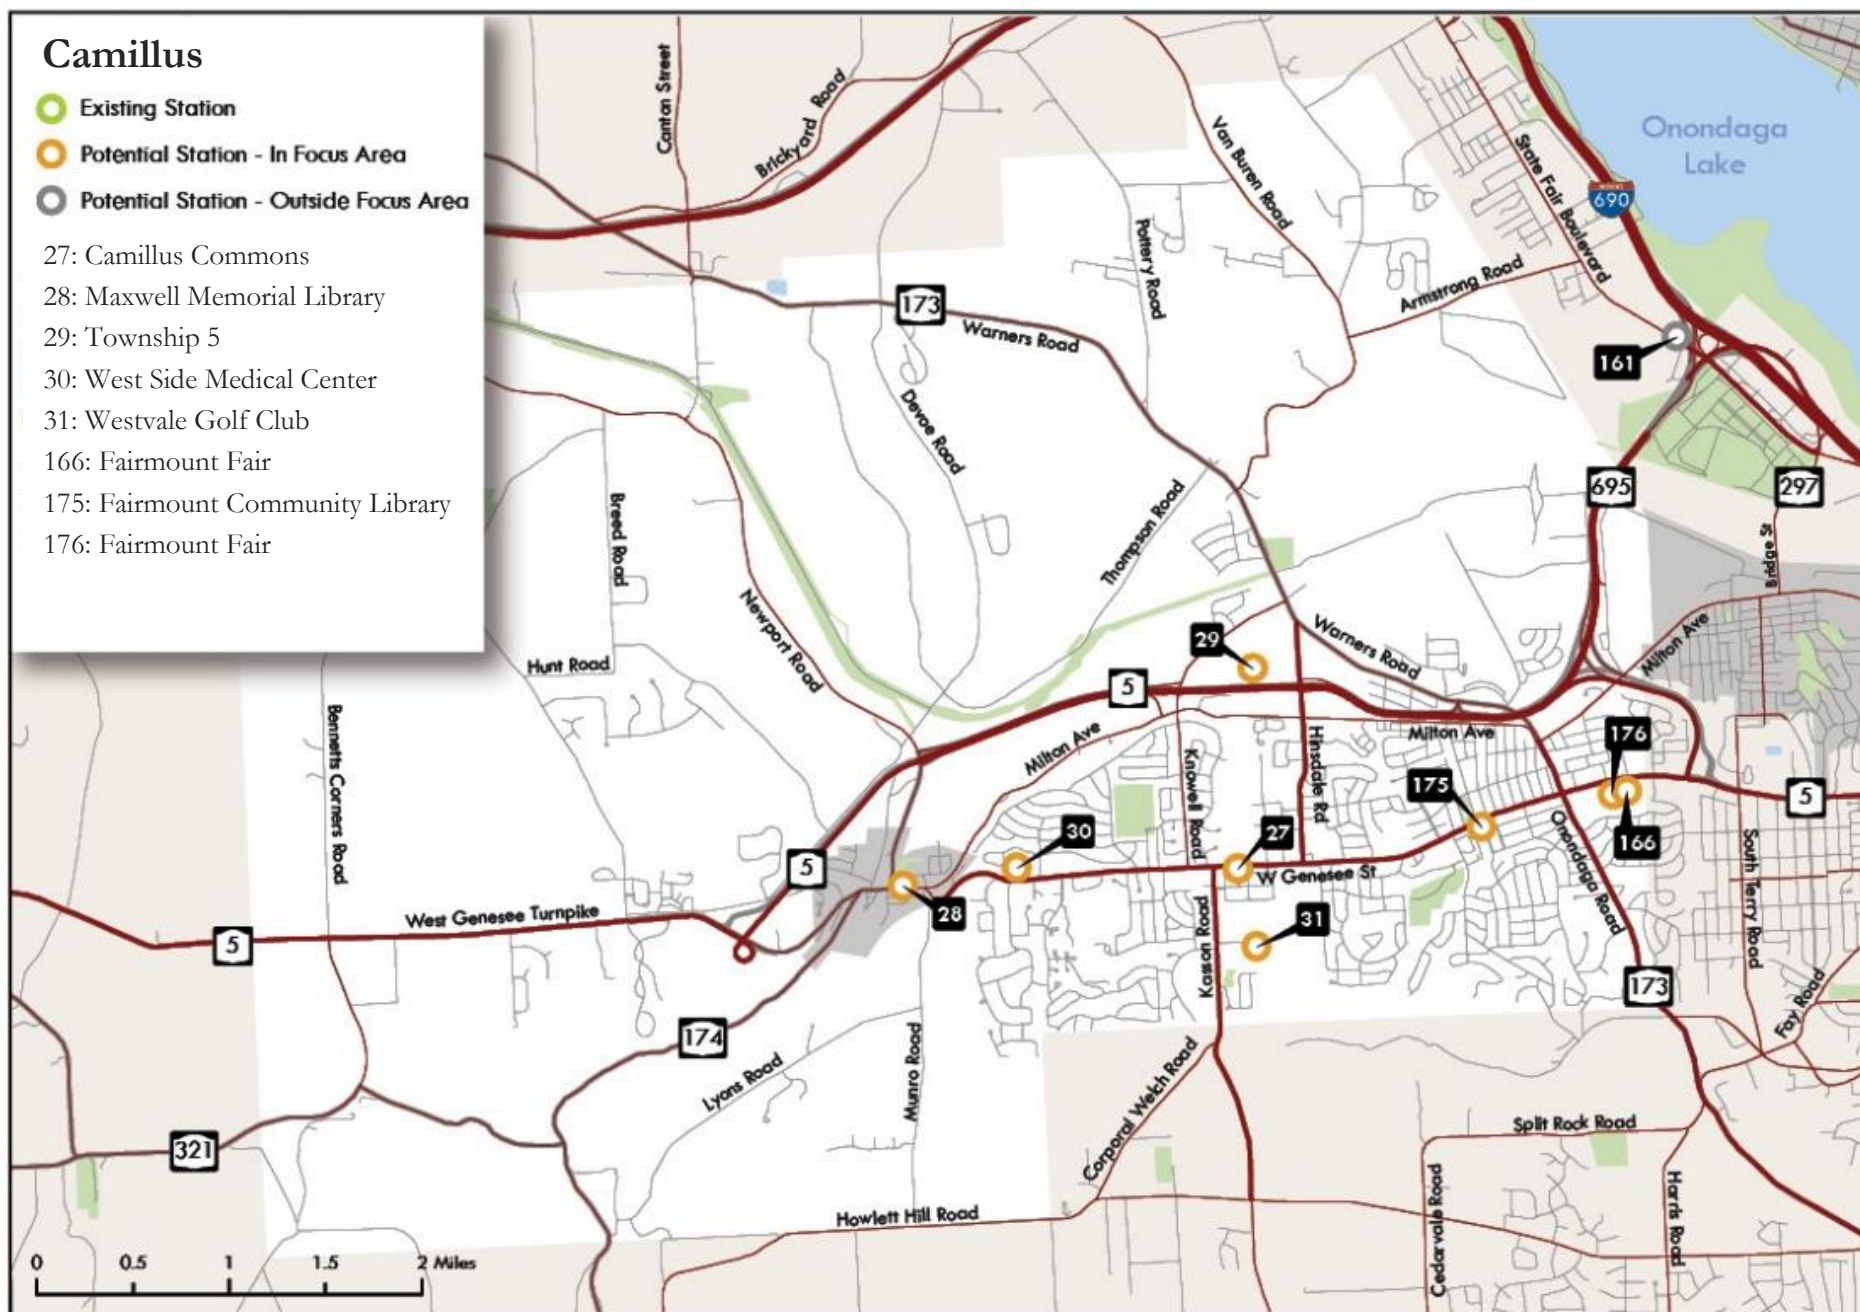 Camillus
Existing Station
Potential Station - In Focus Area
Potential Station - Outside Focus Area
27: Camillus Commons
28: Maxwell Memorial Library
29: Township 5
30: West Side Medical Center
31: Westvale Golf Club
166: Fairmount Fair
175: Fairmount Community Library
176: Fairmount Fair
Canton Street
Brickyard Road
Van Buren Road
State Fair Boulevard
Onondaga
Lake
690
Pottery Road
Armstrong Road
173
Warners Road
161
Devoe Road
Breed Road
Thompson Road
695
297
Bridge St
Newport Road
Hunt Road
29
Warners Road
Milton Ave
5
Bennetts Corners Road
Milton Ave
Knowell Road
Hinsdale Rd
Milton Ave
176
175
5
30
27
166
5
W Genesee St
Onondaga Road
South Terry Road
28
West Genesee Turnpike
31
5
Kasson Road
173
Fay Road
174
Lyons Road
Munro Road
Corporal Welch Road
321
Split Rock Road
Cedarvale Road
Harris Road
Howlett Hill Road
0 0.5 1 1.5 2 Miles